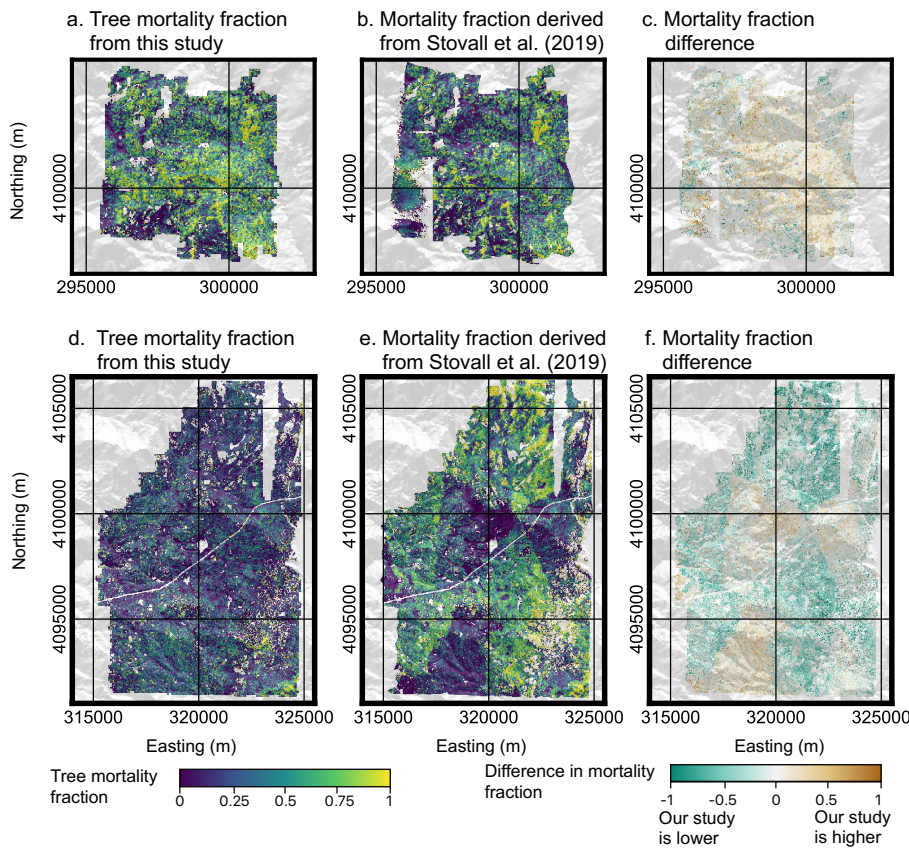 a. Tree mortality fraction
from this study
b. Mortality fraction derived
from Stovall et al. (2019)
c. Mortality fraction
difference
Northing (m)
4100000
4100000
4100000
295000 300000
295000 300000
295000 300000
d. Tree mortality fraction
from this study
e. Mortality fraction derived
from Stovall et al. (2019)
f. Mortality fraction
difference
Northing (m)
4105000
4100000
4095000
4105000
4100000
4095000
4105000
4100000
4095000
315000 320000 325000
315000 320000 325000
315000 320000 325000
Easting (m)
Easting (m)
Easting (m)
Tree mortality
fraction
0 0.25 0.5 0.75 1
Difference in mortality
fraction
-1 -0.5 0 0.5 1
Our study
is lower
Our study
is higher